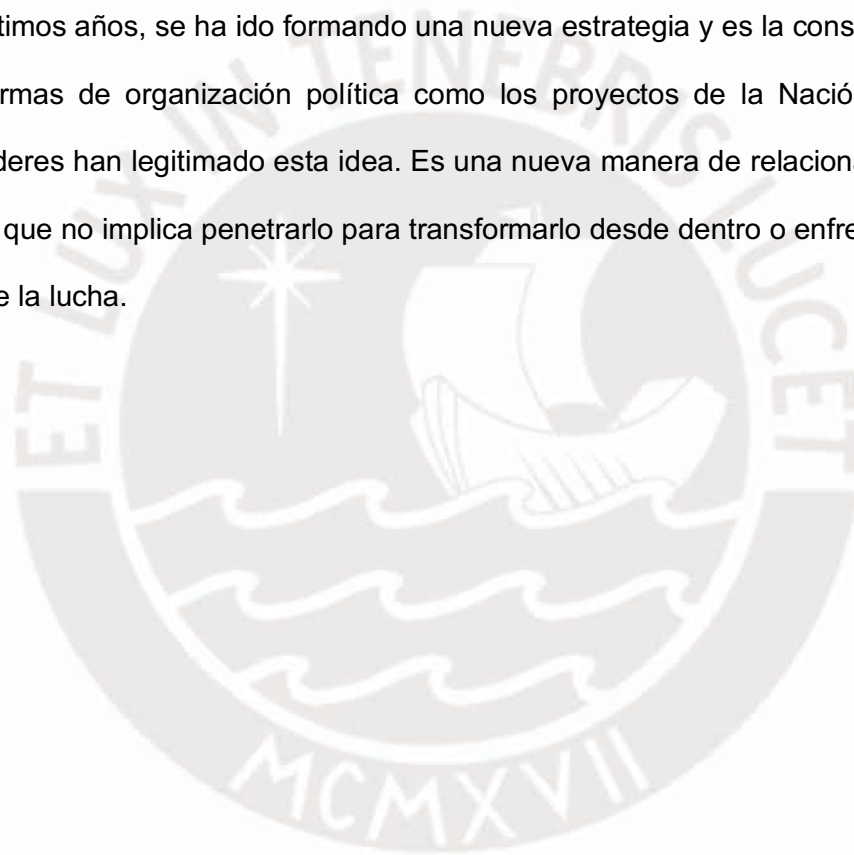 timos años, se ha ido formando una nueva estrategia y es la cons
rmas de organización política como los proyectos de la Nació
deres han legitimado esta idea. Es una nueva manera de relaciona
que no implica penetrarlo para transformarlo desde dentro o enfre
e la lucha.
ET LUX IN TENEBRIS LUCET
MCMXVII